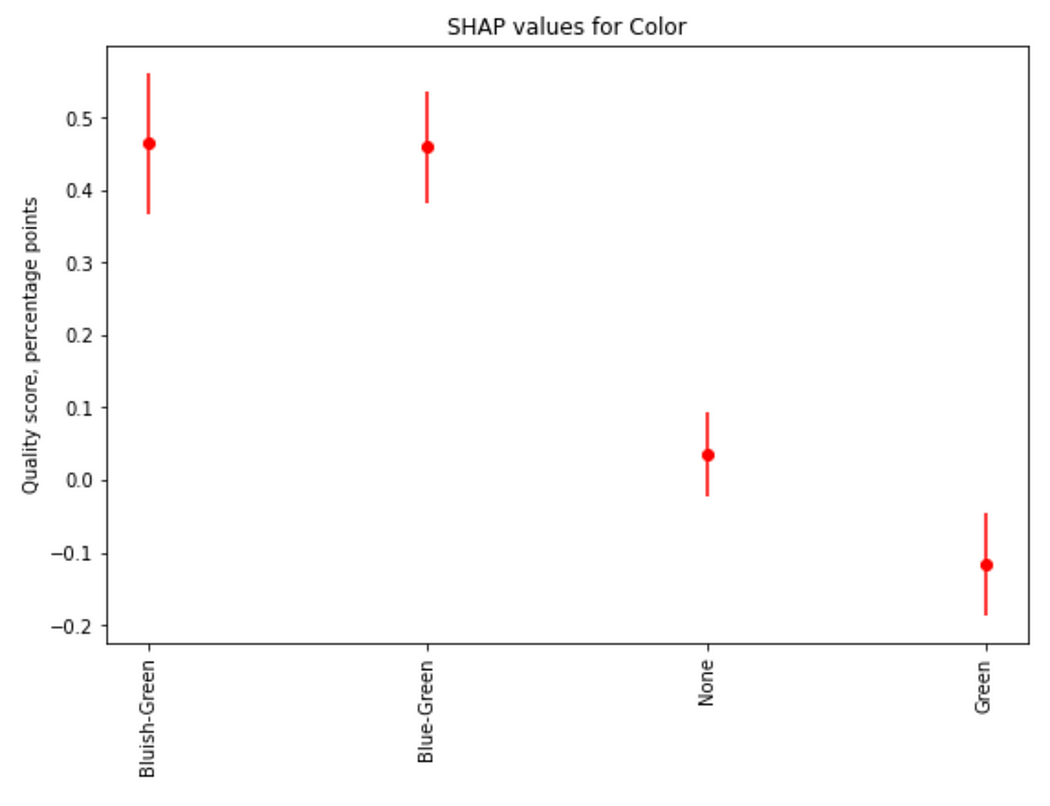 SHAP values for Color
Quality score, percentage points
0.5
0.4
0.3
0.2
0.1
0.0
−0.1
−0.2
Bluish-Green
Blue-Green
None
Green